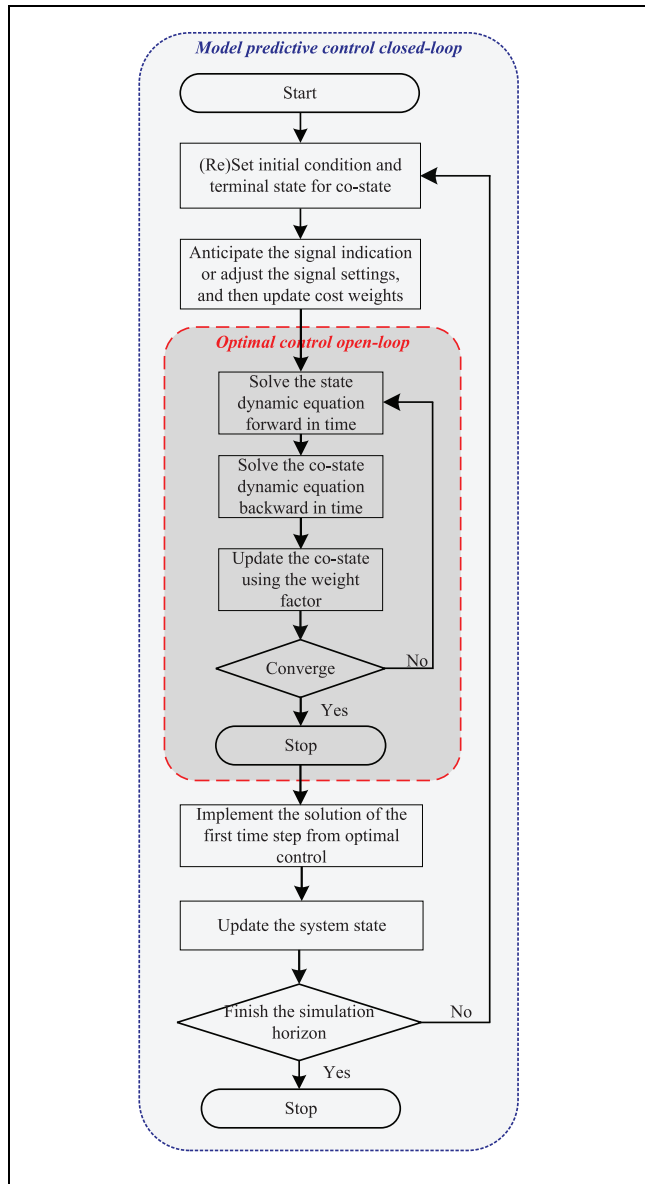 Model predictive control closed-loop
Start
(Re)Set initial condition and
terminal state for co-state
Anticipate the signal indication
or adjust the signal settings,
and then update cost weights
Optimal control open-loop
Solve the state
dynamic equation
forward in time
Solve the co-state
dynamic equation
backward in time
Update the co-state
using the weight
factor
Converge
No
Yes
Stop
Implement the solution of the
first time step from optimal
control
Update the system state
Finish the simulation
horizon
No
Yes
Stop